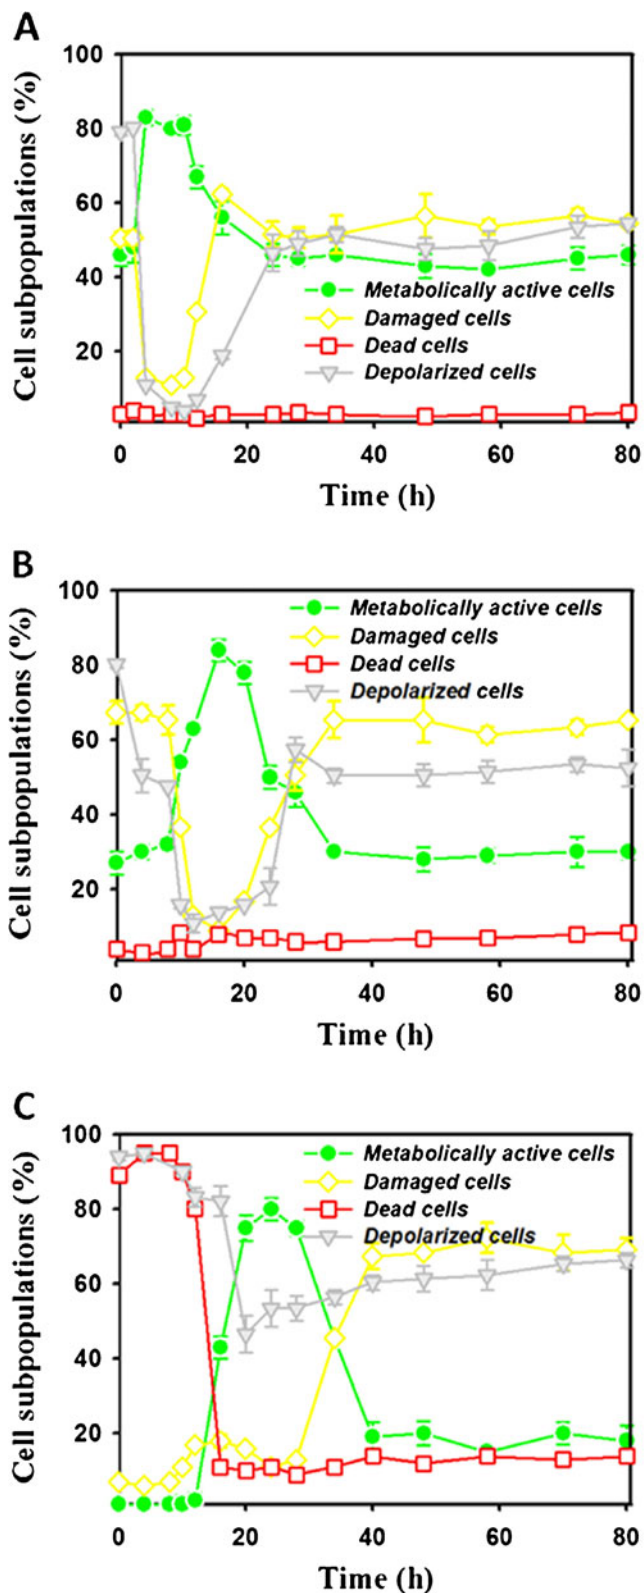 A
Cell subpopulations (%)
100
80
60
40
20
Metabolically active cells
Damaged cells
Dead cells
Depolarized cells
0 20 40 60 80
Time (h)
B
Cell subpopulations (%)
100
80
60
40
20
Metabolically active cells
Damaged cells
Dead cells
Depolarized cells
0 20 40 60 80
Time (h)
C
Cell subpopulations (%)
100
80
60
40
20
Metabolically active cells
Damaged cells
Dead cells
Depolarized cells
0 20 40 60 80
Time (h)